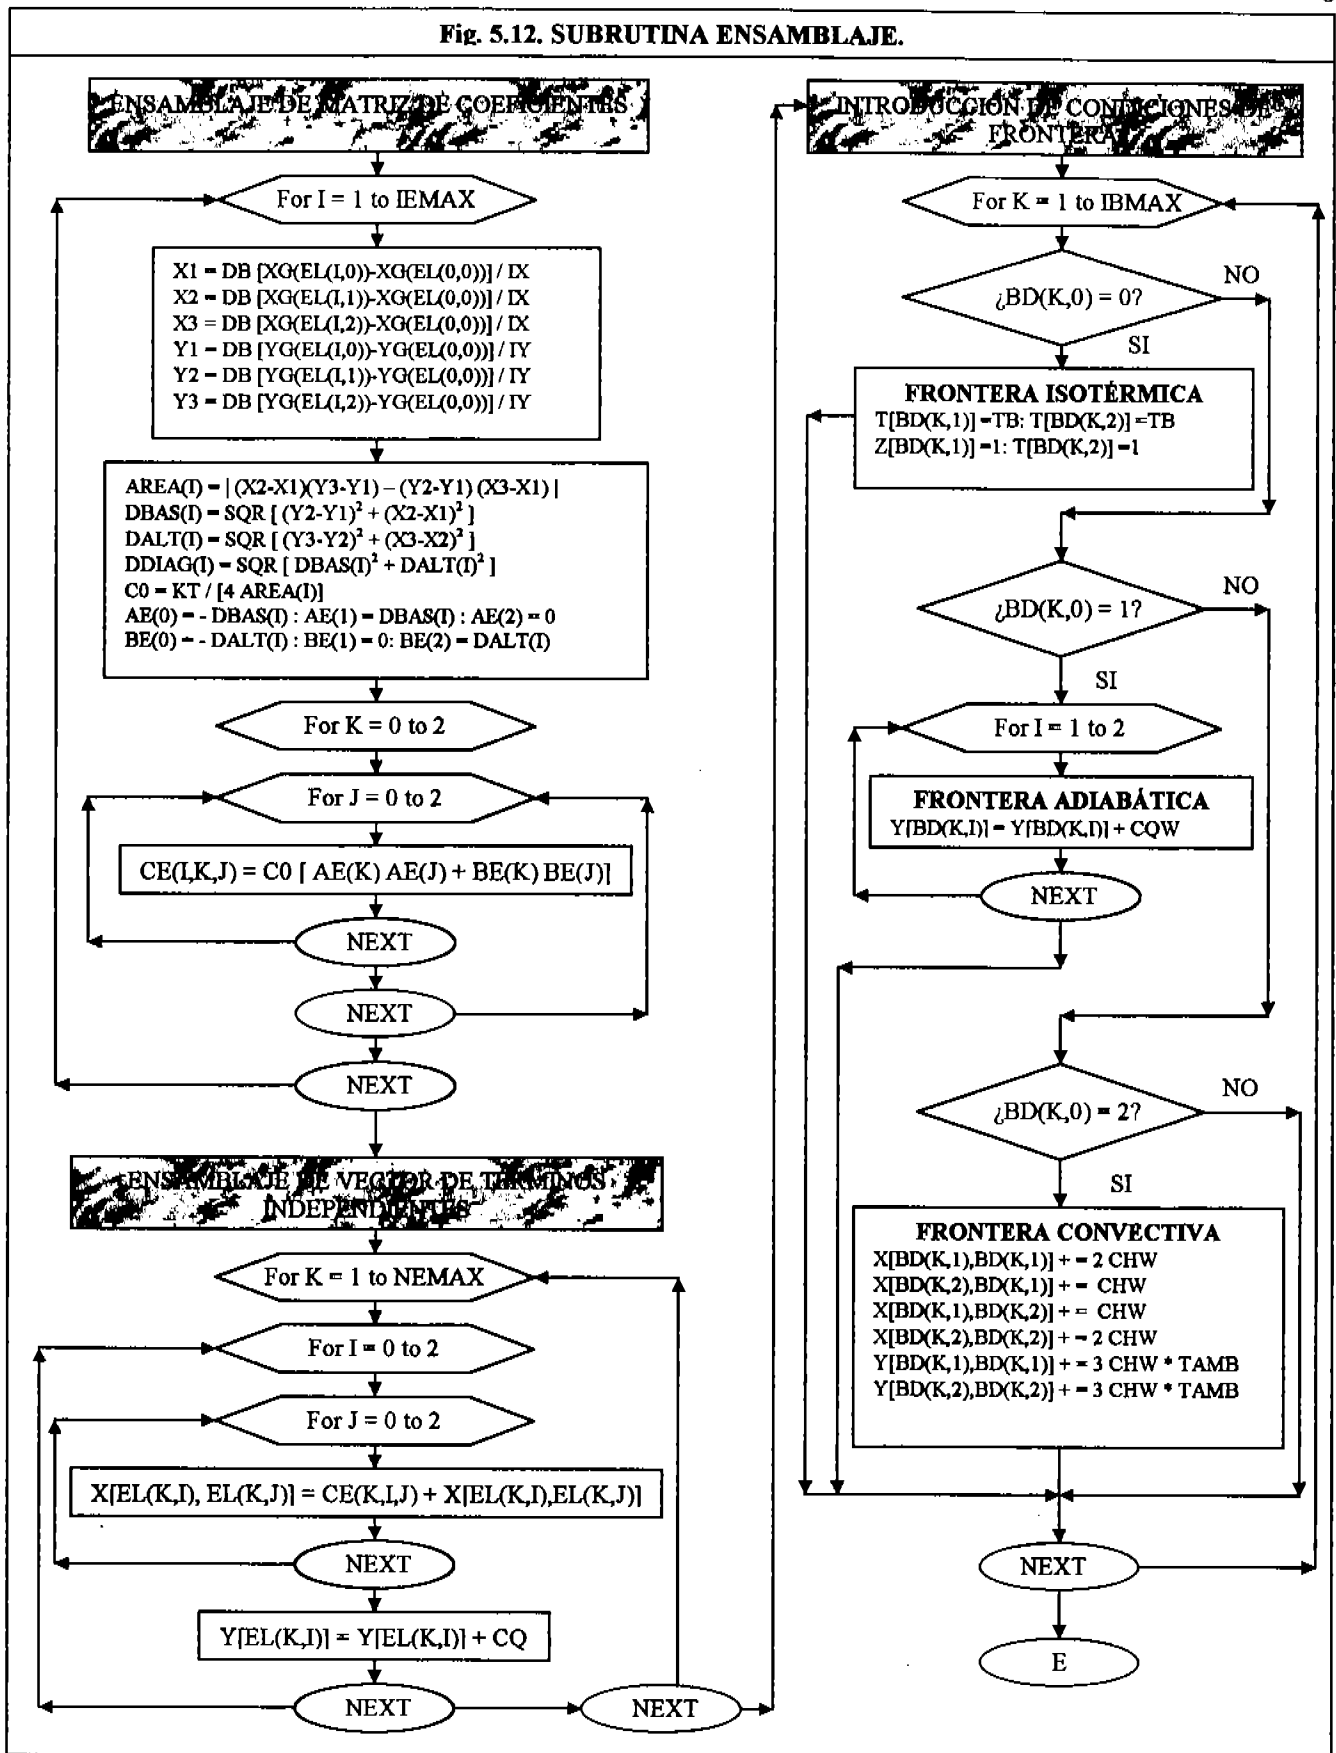 Fig. 5.12. SUBRUTINA ENSAMBLAJE.
ENSAMBLAJE DE MATRIZ DE COEFICIENTES
For I = 1 to IEMAX
X1 = DB [XG(EL(I,0))-XG(EL(0,0))] / IX
X2 = DB [XG(EL(I,1))-XG(EL(0,0))] / IX
X3 = DB [XG(EL(I,2))-XG(EL(0,0))] / IX
Y1 = DB [YG(EL(I,0))-YG(EL(0,0))] / IY
Y2 = DB [YG(EL(I,1))-YG(EL(0,0))] / IY
Y3 = DB [YG(EL(I,2))-YG(EL(0,0))] / IY
AREA(I) = | (X2-X1)(Y3-Y1) – (Y2-Y1) (X3-X1) |
DBAS(I) = SQR [ (Y2-Y1)² + (X2-X1)² ]
DALT(I) = SQR [ (Y3-Y2)² + (X3-X2)² ]
DDIAG(I) = SQR [ DBAS(I)² + DALT(I)² ]
C0 = KT / [4 AREA(I)]
AE(0) = - DBAS(I) : AE(1) = DBAS(I) : AE(2) = 0
BE(0) = - DALT(I) : BE(1) = 0: BE(2) = DALT(I)
For K = 0 to 2
For J = 0 to 2
CE(I,K,J) = C0 [ AE(K) AE(J) + BE(K) BE(J)]
NEXT
NEXT
NEXT
ENSAMBLAJE DE VECTOR DE TERMINOS
INDEPENDIENTES
For K = 1 to NEMAX
For I = 0 to 2
For J = 0 to 2
X[EL(K,I), EL(K,J)] = CE(K,I,J) + X[EL(K,I),EL(K,J)]
NEXT
Y[EL(K,I)] = Y[EL(K,I)] + CQ
NEXT
NEXT
INTRODUCCION DE CONDICIONES DE
FRONTERA
For K = 1 to IBMAX
¿BD(K,0) = 0?
NO
SI
FRONTERA ISOTÉRMICA
T[BD(K,1)] =TB: T[BD(K,2)] =TB
Z[BD(K,1)] =1: T[BD(K,2)] =1
¿BD(K,0) = 1?
NO
SI
For I = 1 to 2
FRONTERA ADIABÁTICA
Y[BD(K,I)] = Y[BD(K,I)] + CQW
NEXT
¿BD(K,0) = 2?
NO
SI
FRONTERA CONVECTIVA
X[BD(K,1),BD(K,1)] + = 2 CHW
X[BD(K,2),BD(K,1)] + = CHW
X[BD(K,1),BD(K,2)] + = CHW
X[BD(K,2),BD(K,2)] + = 2 CHW
Y[BD(K,1),BD(K,1)] + = 3 CHW * TAMB
Y[BD(K,2),BD(K,2)] + = 3 CHW * TAMB
NEXT
E